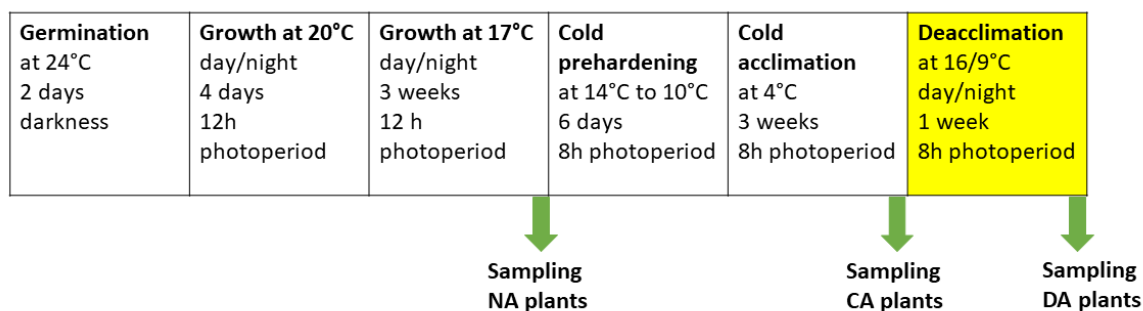 Germination
at 24°C
2 days
darkness
Growth at 20°C
day/night
4 days
12h
photoperiod
Growth at 17°C
day/night
3 weeks
12 h
photoperiod
Cold
prehardening
at 14°C to 10°C
6 days
8h photoperiod
Cold
acclimation
at 4°C
3 weeks
8h photoperiod
Deacclimation
at 16/9°C
day/night
1 week
8h photoperiod
Sampling
NA plants
Sampling
CA plants
Sampling
DA plants